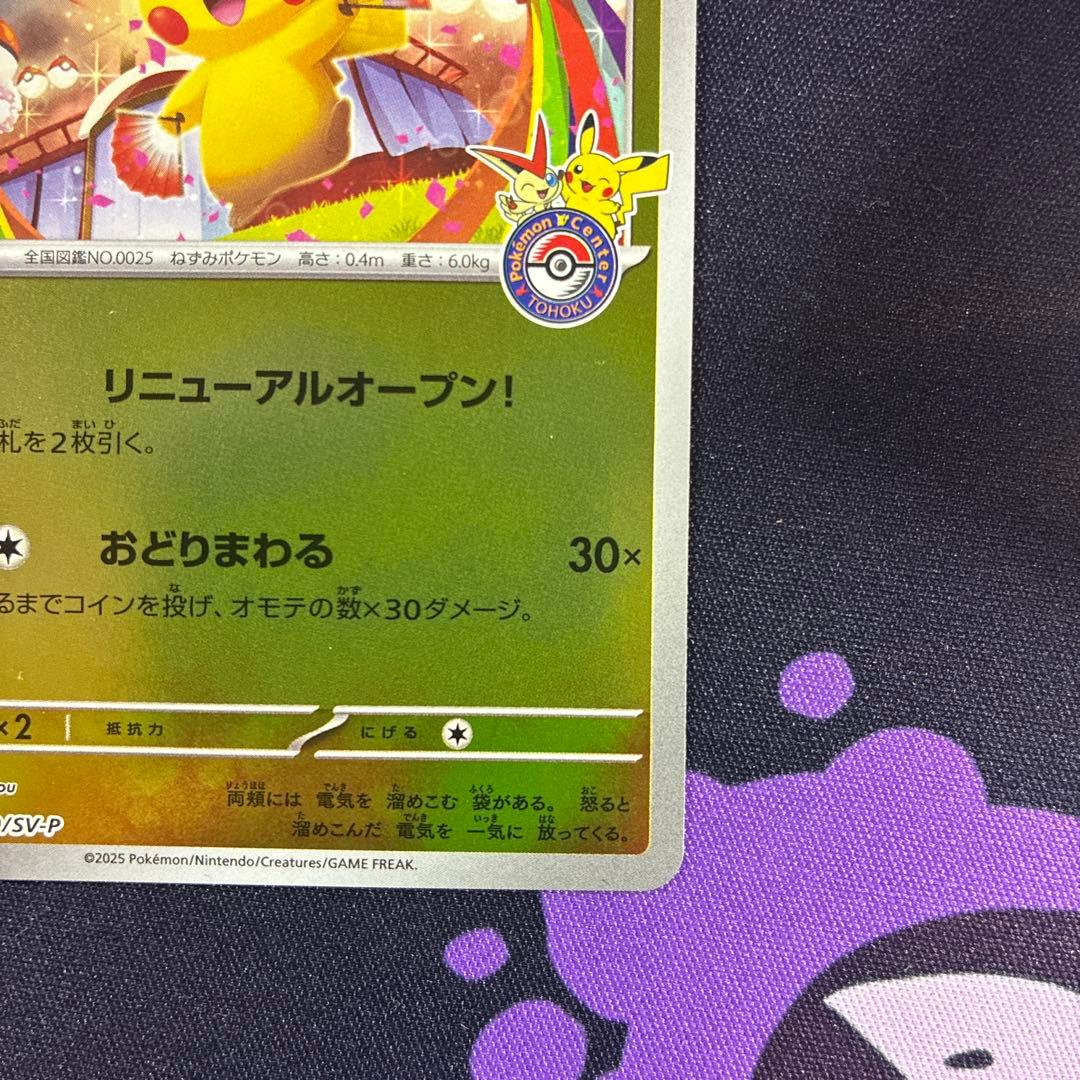 Pokémon Center
TOHOKU
全国図鑑NO.0025 ねずみポケモン 高さ:0.4m 重さ:6.0kg
リニューアルオープン!
札を2枚引く。
おどりまわる 30×
るまでコインを投げ、オモテの数×30ダメージ。
×2 抵抗力 にげる
両頬には 電気を 溜めこむ 袋がある。 怒ると
/SV-P 溜めこんだ 電気を 一気に 放ってくる。
©2025 Pokémon/Nintendo/Creatures/GAME FREAK.